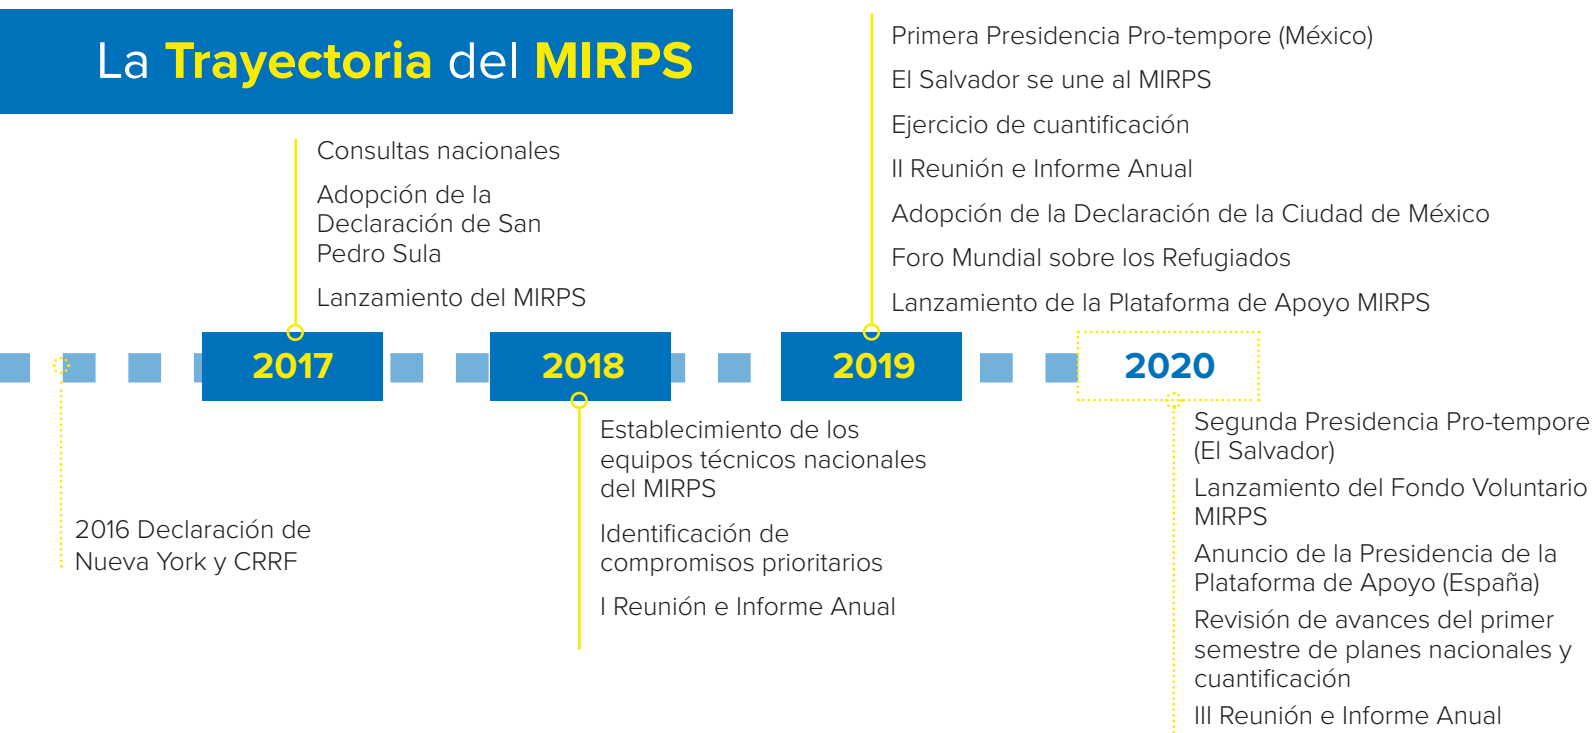 La Trayectoria del MIRPS
2016 Declaración de
Nueva York y CRRF
Consultas nacionales
Adopción de la
Declaración de San
Pedro Sula
Lanzamiento del MIRPS
2017
2018
Establecimiento de los
equipos técnicos nacionales
del MIRPS
Identificación de
compromisos prioritarios
I Reunión e Informe Anual
Primera Presidencia Pro-tempore (México)
El Salvador se une al MIRPS
Ejercicio de cuantificación
II Reunión e Informe Anual
Adopción de la Declaración de la Ciudad de México
Foro Mundial sobre los Refugiados
Lanzamiento de la Plataforma de Apoyo MIRPS
2019
2020
Segunda Presidencia Pro-tempore
(El Salvador)
Lanzamiento del Fondo Voluntario
MIRPS
Anuncio de la Presidencia de la
Plataforma de Apoyo (España)
Revisión de avances del primer
semestre de planes nacionales y
cuantificación
III Reunión e Informe Anual